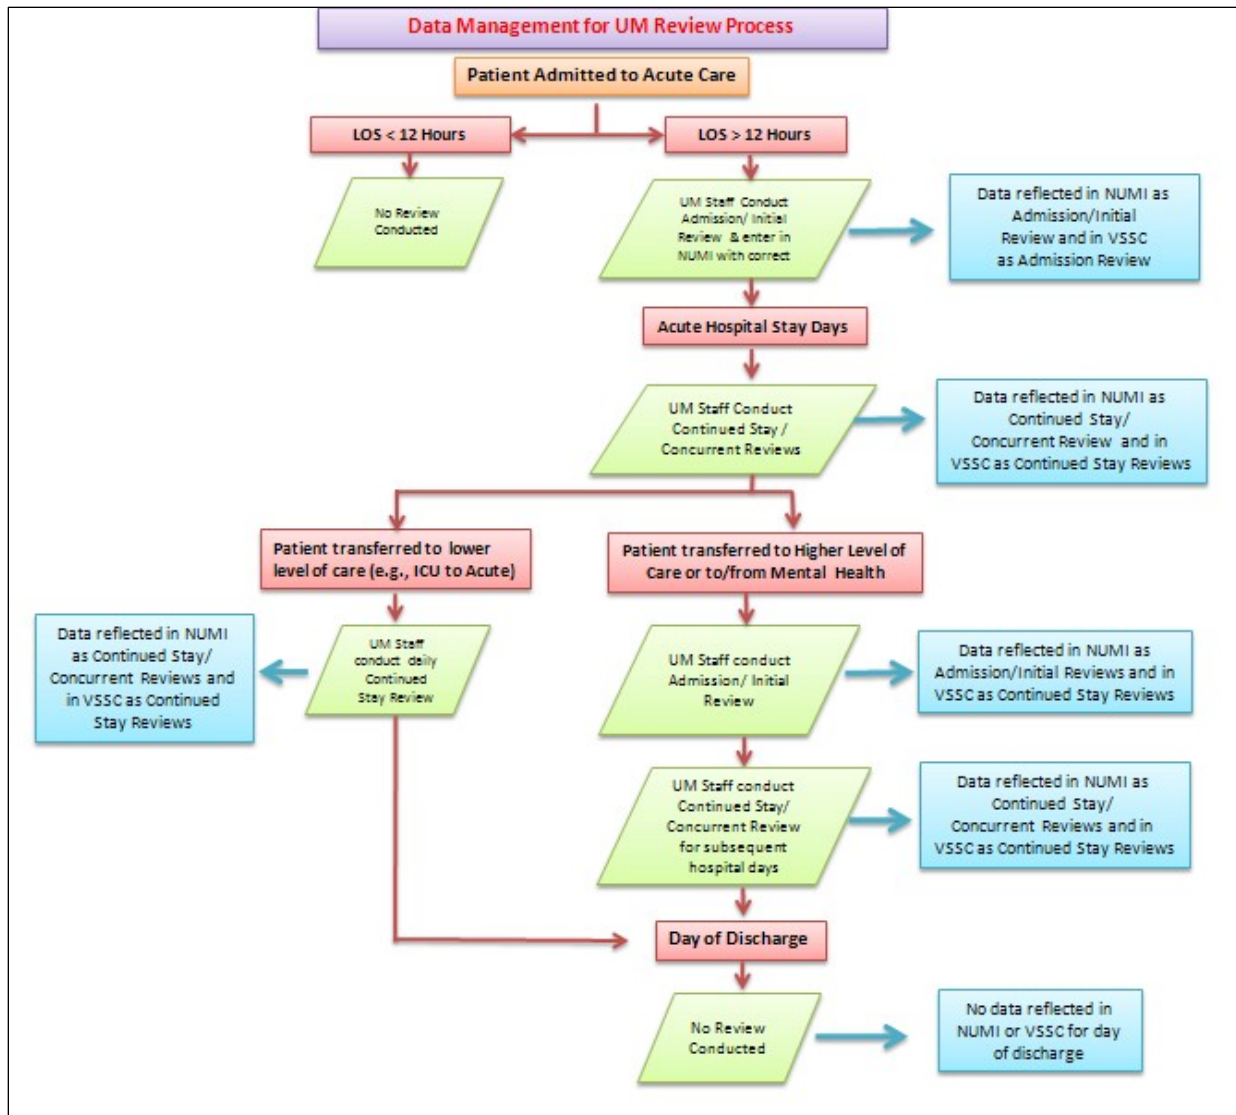 Data Management for UM Review Process
Patient Admitted to Acute Care
LOS < 12 Hours
LOS > 12 Hours
No Review
Conducted
UM Staff Conduct
Admission/ Initial
Review & enter in
NUMI with correct
Data reflected in NUMI as
Admission/Initial
Review and in VSSC
as Admission Review
Acute Hospital Stay Days
UM Staff Conduct
Continued Stay /
Concurrent Reviews
Data reflected in NUMI as
Continued Stay/
Concurrent Review and in
VSSC as Continued Stay Reviews
Patient transferred to lower
level of care (e.g., ICU to Acute)
Patient transferred to Higher Level of
Care or to/from Mental Health
Data reflected in NUMI
as Continued Stay/
Concurrent Reviews and
in VSSC as Continued
Stay Reviews
UM Staff
conduct daily
Continued
Stay Review
UM Staff conduct
Admission/ Initial
Review
Data reflected in NUMI as
Admission/Initial Reviews and in
VSSC as Continued Stay Reviews
UM Staff conduct
Continued Stay/
Concurrent Review
for subsequent
hospital days
Data reflected in NUMI as
Continued Stay/
Concurrent Reviews and in
VSSC as Continued Stay Reviews
Day of Discharge
No Review
Conducted
No data reflected in
NUMI or VSSC for day
of discharge